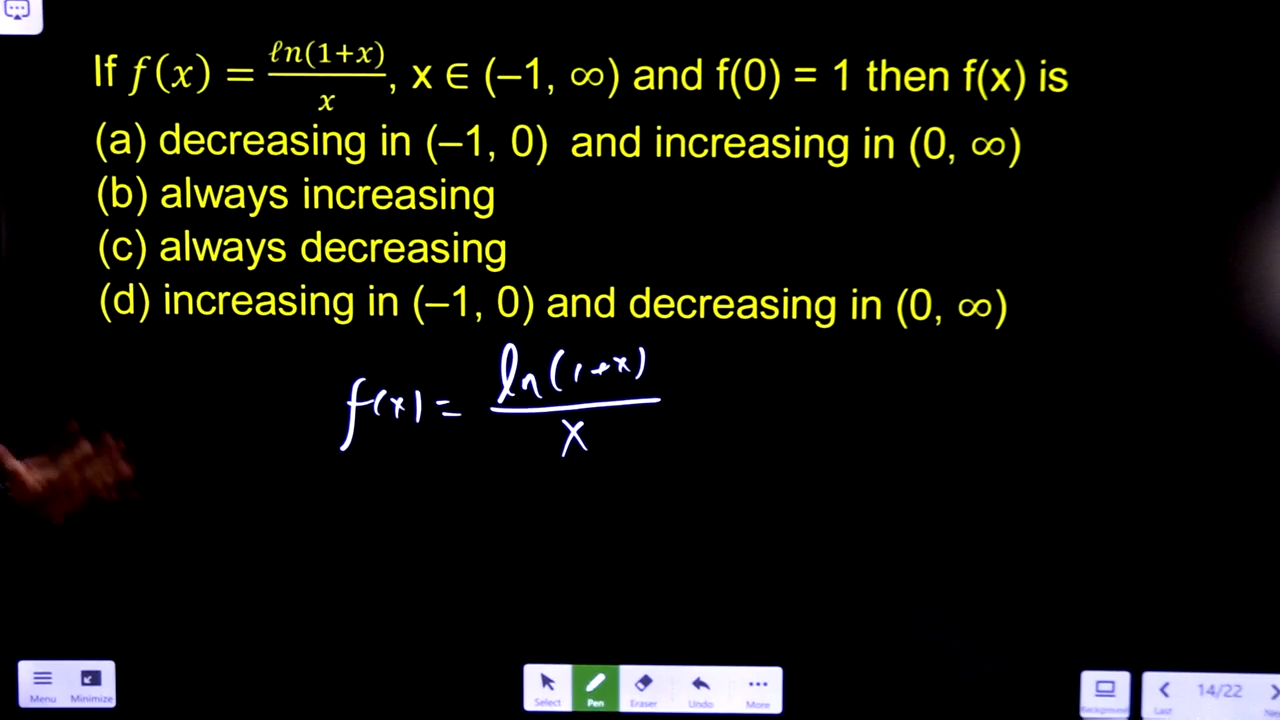 If f(x) = ℓn(1+x)/x, x ∈ (–1, ∞) and f(0) = 1 then f(x) is
(a) decreasing in (–1, 0) and increasing in (0, ∞)
(b) always increasing
(c) always decreasing
(d) increasing in (–1, 0) and decreasing in (0, ∞)
f(x) = ln(1+x)/x
Menu Minimize Select Pen Eraser Undo More Background Last 14/22